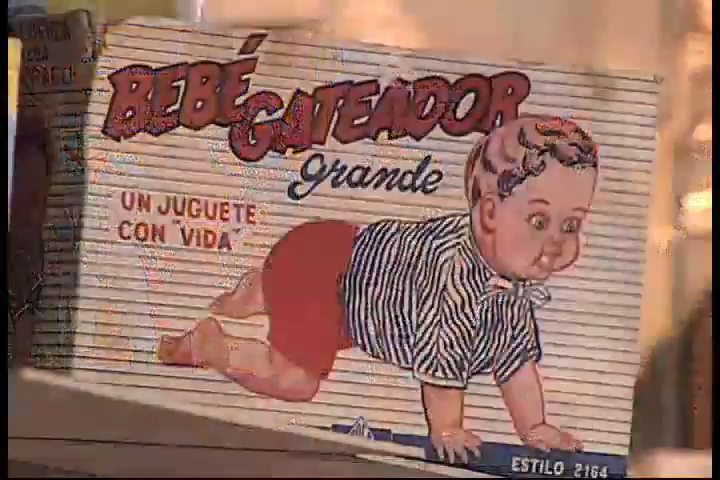 BEBÉ
GATEADOR
grande
UN JUGUETE
CON "VIDA"
ESTILO 2164